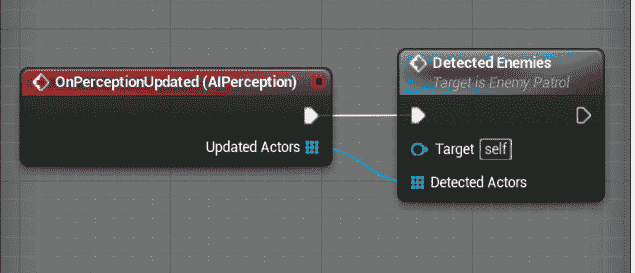 OnPerceptionUpdated (AIPerception)
Updated Actors
Detected Enemies
Target is Enemy Patrol
Target self
Detected Actors